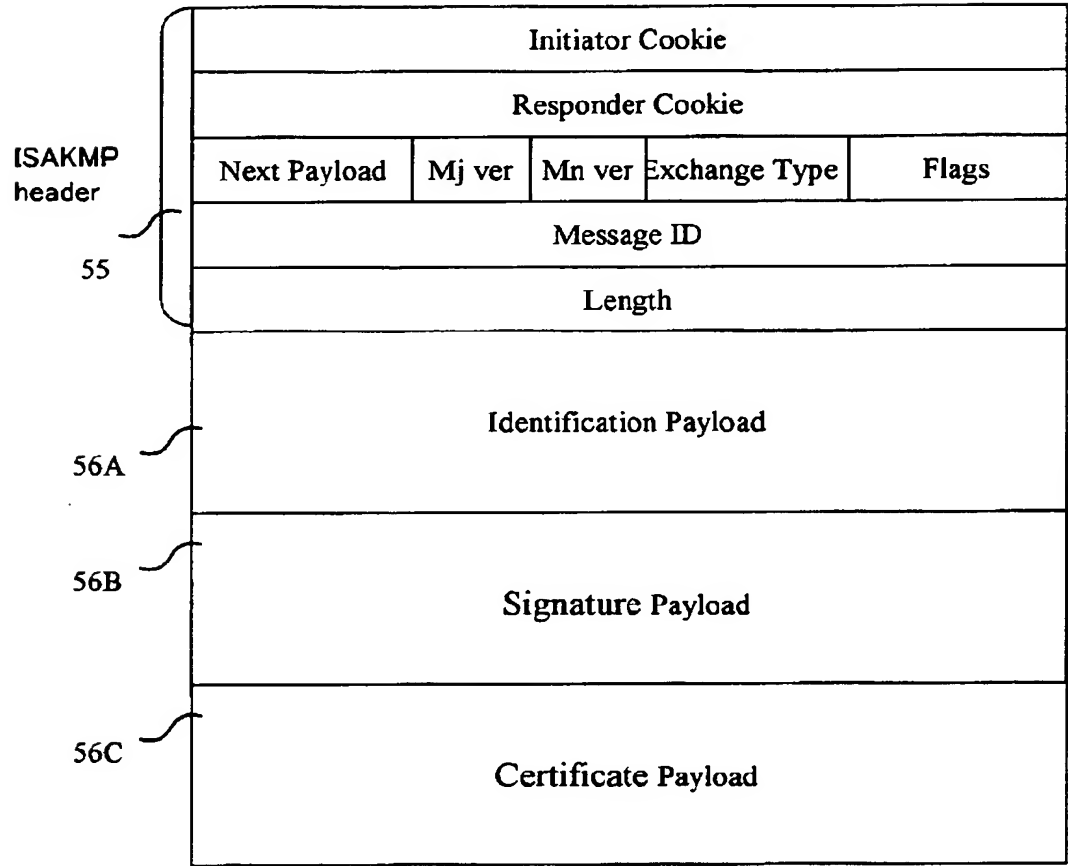 Initiator Cookie
Responder Cookie
ISAKMP
header
Next Payload
Mj ver
Mn ver
Exchange Type
Flags
Message ID
55
Length
Identification Payload
56A
56B
Signature Payload
56C
Certificate Payload